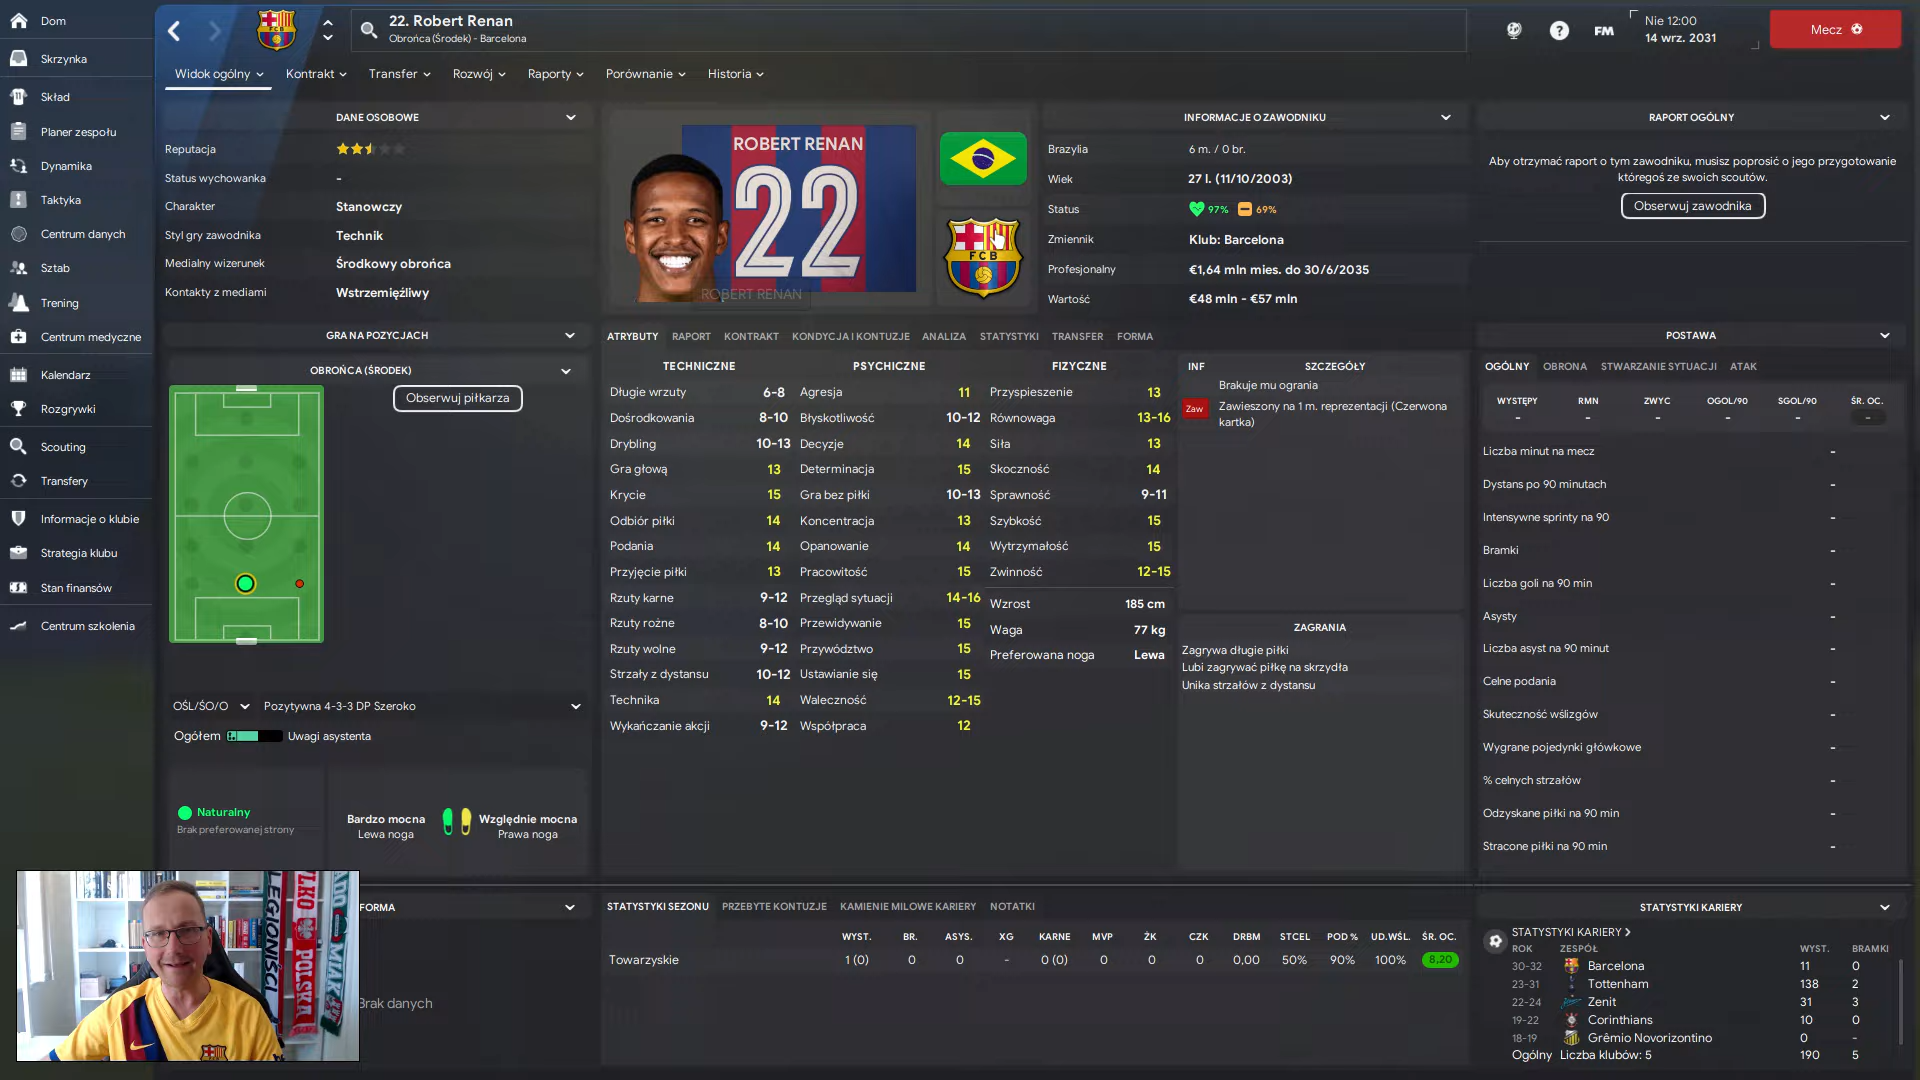 Dom
Skrzynka
Skład
Planer zespołu
Dynamika
Taktyka
Centrum danych
Sztab
Trening
Centrum medyczne
Kalendarz
Rozgrywki
Scouting
Transfery
Informacje o klubie
Strategia klubu
Stan finansów
Centrum szkolenia
22. Robert Renan
Obrońca (Środek) - Barcelona
FM
Nie 12:00
14 wrz. 2031
Mecz
Widok ogólny
Kontrakt
Transfer
Rozwój
Raporty
Porównanie
Historia
DANE OSOBOWE
Reputacja
Status wychowanka -
Charakter Stanowczy
Styl gry zawodnika Technik
Medialny wizerunek Środkowy obrońca
Kontakty z mediami Wstrzemięźliwy
ROBERT RENAN
22
ROBERT RENAN
FCB
INFORMACJE O ZAWODNIKU
Brazylia 6 m. / 0 br.
Wiek 27 l. (11/10/2003)
Status 97% 69%
Zmiennik Klub: Barcelona
Profesjonalny €1,64 mln mies. do 30/6/2035
Wartość €48 mln - €57 mln
RAPORT OGÓLNY
Aby otrzymać raport o tym zawodniku, musisz poprosić o jego przygotowanie
któregoś ze swoich scoutów.
Obserwuj zawodnika
GRA NA POZYCJACH
OBROŃCA (ŚRODEK)
Obserwuj piłkarza
OŚL/ŚO/O
Pozytywna 4-3-3 DP Szeroko
Ogółem
Uwagi asystenta
Naturalny
Brak preferowanej strony
Bardzo mocna
Lewa noga
Względnie mocna
Prawa noga
ATRYBUTY RAPORT KONTRAKT KONDYCJA I KONTUZJE ANALIZA STATYSTYKI TRANSFER FORMA
TECHNICZNE
Długie wrzuty 6-8
Dośrodkowania 8-10
Drybling 10-13
Gra głową 13
Krycie 15
Odbiór piłki 14
Podania 14
Przyjęcie piłki 13
Rzuty karne 9-12
Rzuty rożne 8-10
Rzuty wolne 9-12
Strzały z dystansu 10-12
Technika 14
Wykańczanie akcji 9-12
PSYCHICZNE
Agresja 11
Błyskotliwość 10-12
Decyzje 14
Determinacja 15
Gra bez piłki 10-13
Koncentracja 13
Opanowanie 14
Pracowitość 15
Przegląd sytuacji 14-16
Przewidywanie 15
Przywództwo 15
Ustawianie się 15
Waleczność 12-15
Współpraca 12
FIZYCZNE
Przyspieszenie 13
Równowaga 13-16
Siła 13
Skoczność 14
Sprawność 9-11
Szybkość 15
Wytrzymałość 15
Zwinność 12-15
Wzrost 185 cm
Waga 77 kg
Preferowana noga Lewa
INF SZCZEGÓŁY
Brakuje mu ogrania
Zaw Zawieszony na 1 m. reprezentacji (Czerwona
kartka)
ZAGRANIA
Zagrywa długie piłki
Lubi zagrywać piłkę na skrzydła
Unika strzałów z dystansu
POSTAWA
OGÓLNY OBRONA STWARZANIE SYTUACJI ATAK
WYSTĘPY RMN ZWYC OGOL/90 SGOL/90 ŚR. OC.
- - - - - -
Liczba minut na mecz -
Dystans po 90 minutach -
Intensywne sprinty na 90 -
Bramki -
Liczba goli na 90 min -
Asysty -
Liczba asyst na 90 minut -
Celne podania -
Skuteczność wślizgów -
Wygrane pojedynki główkowe -
% celnych strzałów -
Odzyskane piłki na 90 min -
Stracone piłki na 90 min -
FORMA
Brak danych
LEGIONIŚCI
POLSKA
STATYSTYKI SEZONU PRZEBYTE KONTUZJE KAMIENIE MILOWE KARIERY NOTATKI
WYST. BR. ASYS. XG KARNE MVP ŻK CZK DRBM STCEL POD % UD.WŚL. ŚR. OC.
Towarzyskie 1 (0) 0 0 - 0 (0) 0 0 0 0,00 50% 90% 100% 8,20
STATYSTYKI KARIERY
STATYSTYKI KARIERY
ROK ZESPÓŁ WYST. BRAMKI
30-32 Barcelona 11 0
23-31 Tottenham 138 2
22-24 Zenit 31 3
19-22 Corinthians 10 0
18-19 Grêmio Novorizontino 0 -
Ogólny Liczba klubów: 5 190 5